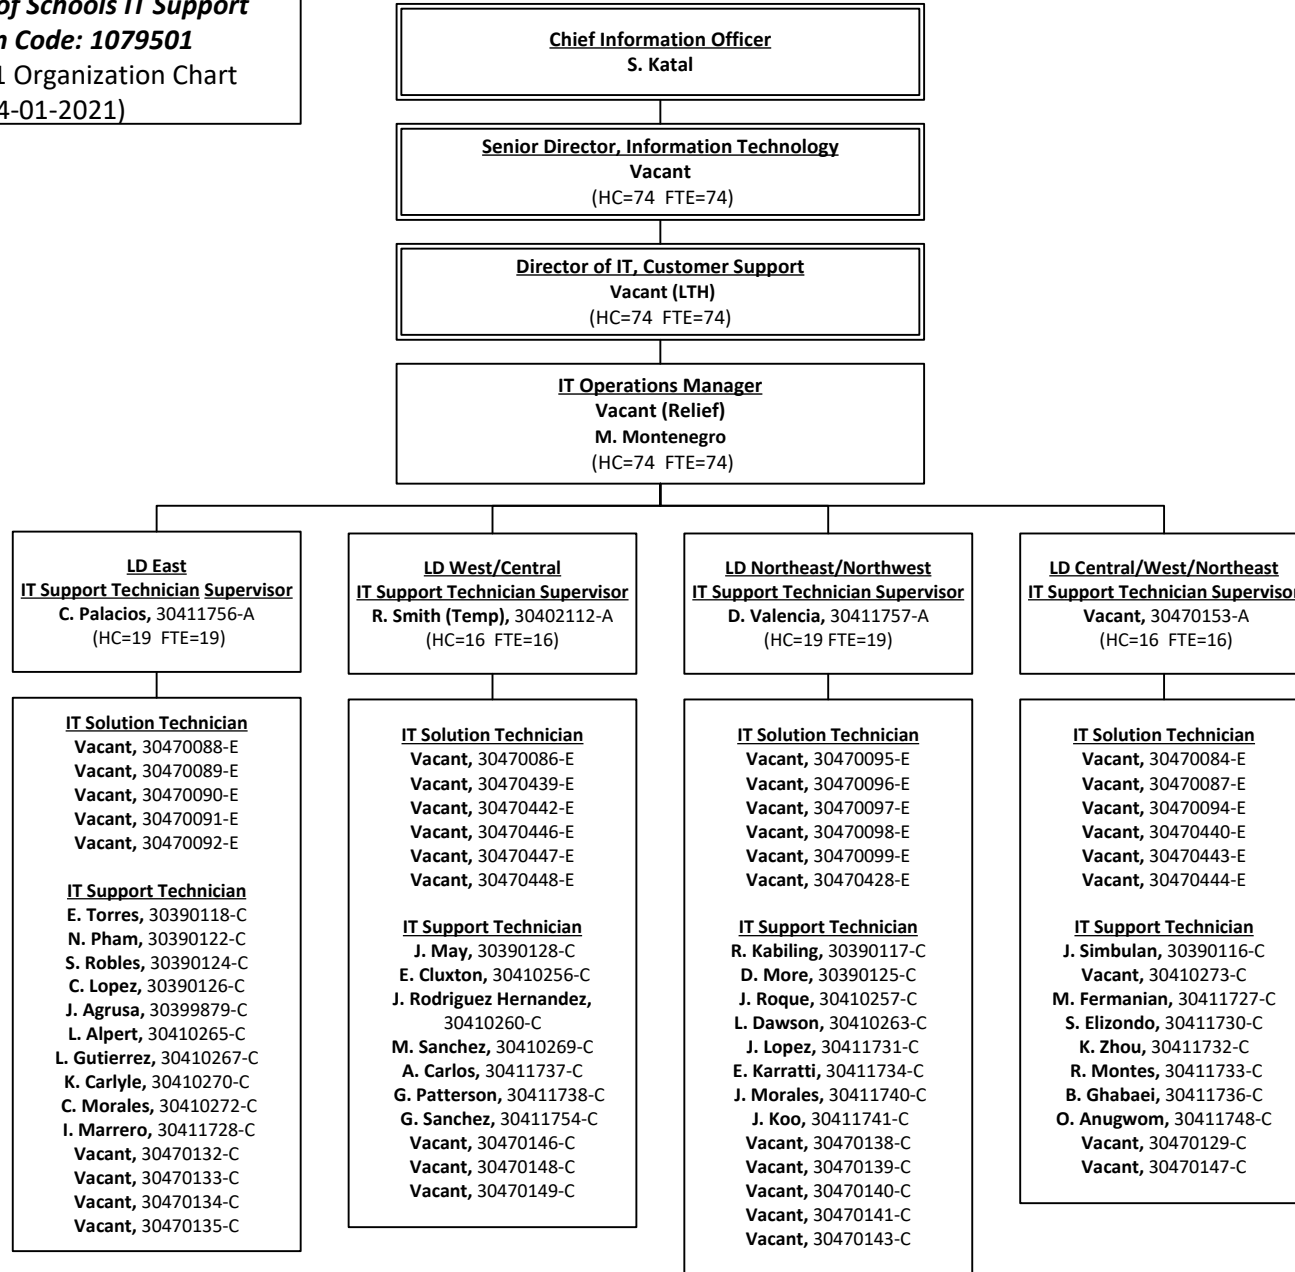 of Schools IT Support
Code: 1079501
Organization Chart
4-01-2021)
Chief Information Officer
S. Katal
Senior Director, Information Technology
Vacant
(HC=74 FTE=74)
Director of IT, Customer Support
Vacant (LTH)
(HC=74 FTE=74)
IT Operations Manager
Vacant (Relief)
M. Montenegro
(HC=74 FTE=74)
LD East
IT Support Technician Supervisor
C. Palacios, 30411756-A
(HC=19 FTE=19)
IT Solution Technician
Vacant, 30470088-E
Vacant, 30470089-E
Vacant, 30470090-E
Vacant, 30470091-E
Vacant, 30470092-E
IT Support Technician
E. Torres, 30390118-C
N. Pham, 30390122-C
S. Robles, 30390124-C
C. Lopez, 30390126-C
J. Agrusa, 30399879-C
L. Alpert, 30410265-C
L. Gutierrez, 30410267-C
K. Carlyle, 30410270-C
C. Morales, 30410272-C
I. Marrero, 30411728-C
Vacant, 30470132-C
Vacant, 30470133-C
Vacant, 30470134-C
Vacant, 30470135-C
LD West/Central
IT Support Technician Supervisor
R. Smith (Temp), 30402112-A
(HC=16 FTE=16)
IT Solution Technician
Vacant, 30470086-E
Vacant, 30470439-E
Vacant, 30470442-E
Vacant, 30470446-E
Vacant, 30470447-E
Vacant, 30470448-E
IT Support Technician
J. May, 30390128-C
E. Cluxton, 30410256-C
J. Rodriguez Hernandez,
30410260-C
M. Sanchez, 30410269-C
A. Carlos, 30411737-C
G. Patterson, 30411738-C
G. Sanchez, 30411754-C
Vacant, 30470146-C
Vacant, 30470148-C
Vacant, 30470149-C
LD Northeast/Northwest
IT Support Technician Supervisor
D. Valencia, 30411757-A
(HC=19 FTE=19)
IT Solution Technician
Vacant, 30470095-E
Vacant, 30470096-E
Vacant, 30470097-E
Vacant, 30470098-E
Vacant, 30470099-E
Vacant, 30470428-E
IT Support Technician
R. Kabiling, 30390117-C
D. More, 30390125-C
J. Roque, 30410257-C
L. Dawson, 30410263-C
J. Lopez, 30411731-C
E. Karratti, 30411734-C
J. Morales, 30411740-C
J. Koo, 30411741-C
Vacant, 30470138-C
Vacant, 30470139-C
Vacant, 30470140-C
Vacant, 30470141-C
Vacant, 30470143-C
LD Central/West/Northeast
IT Support Technician Supervisor
Vacant, 30470153-A
(HC=16 FTE=16)
IT Solution Technician
Vacant, 30470084-E
Vacant, 30470087-E
Vacant, 30470094-E
Vacant, 30470440-E
Vacant, 30470443-E
Vacant, 30470444-E
IT Support Technician
J. Simbulan, 30390116-C
Vacant, 30410273-C
M. Fermanian, 30411727-C
S. Elizondo, 30411730-C
K. Zhou, 30411732-C
R. Montes, 30411733-C
B. Ghabaei, 30411736-C
O. Anugwom, 30411748-C
Vacant, 30470129-C
Vacant, 30470147-C